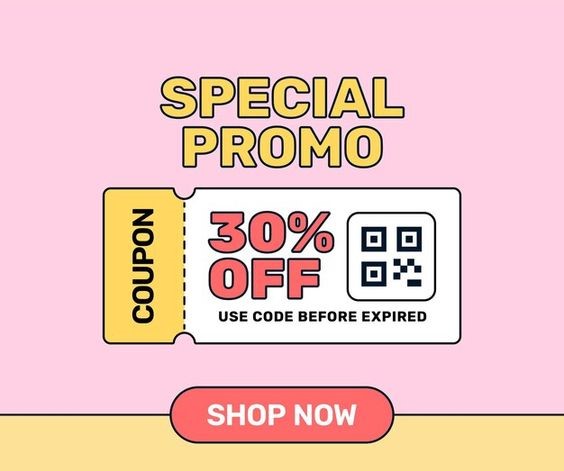 SPECIAL
PROMO
COUPON
30%
OFF
USE CODE BEFORE EXPIRED
SHOP NOW